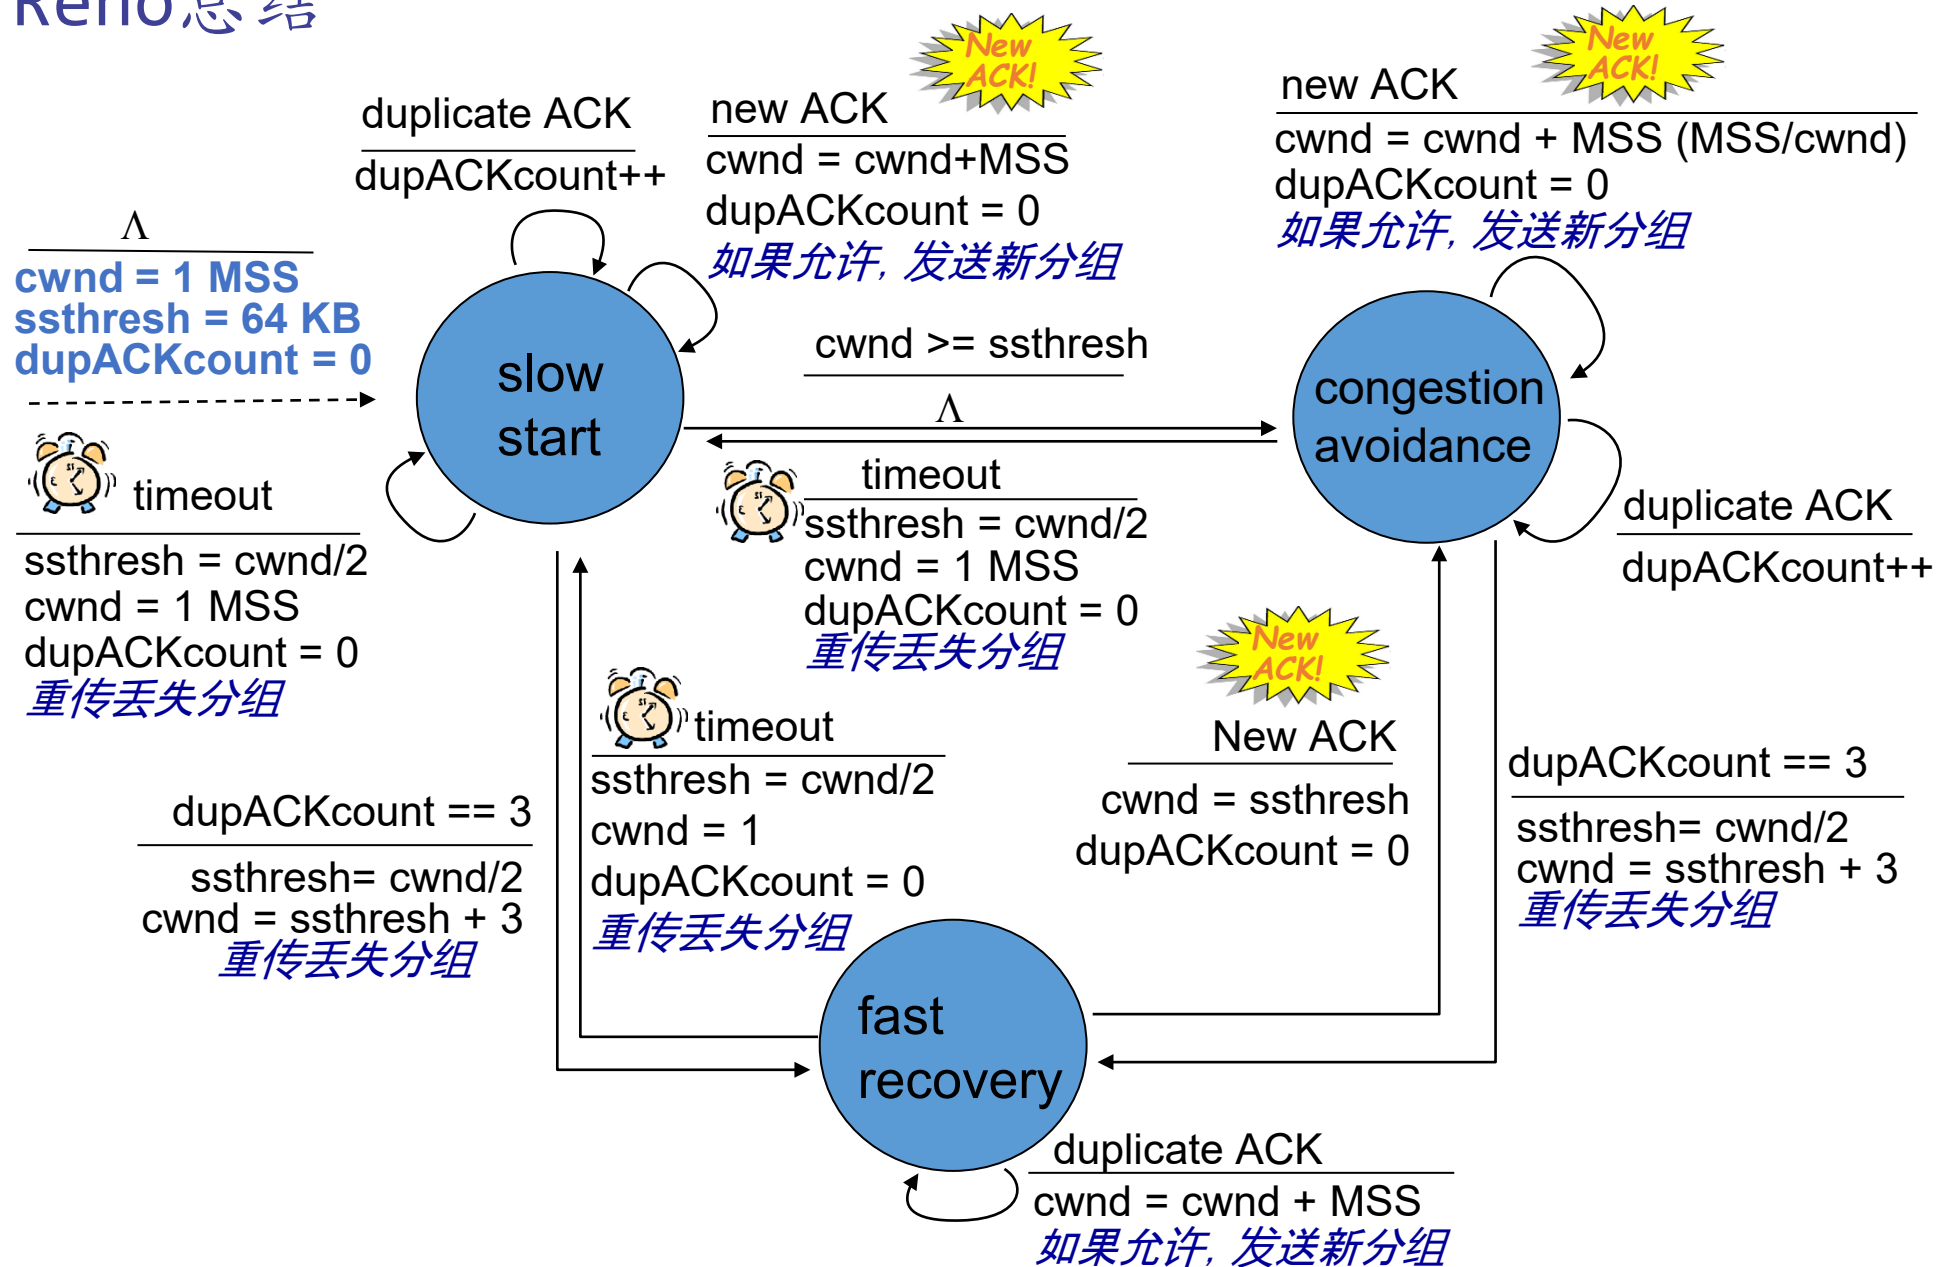 Reno总结
New
ACK!
duplicate ACK
dupACKcount++
new ACK
cwnd = cwnd+MSS
dupACKcount = 0
如果允许, 发送新分组
New
ACK!
new ACK
cwnd = cwnd + MSS (MSS/cwnd)
dupACKcount = 0
如果允许, 发送新分组
Λ
cwnd = 1 MSS
ssthresh = 64 KB
dupACKcount = 0
slow
start
cwnd >= ssthresh
Λ
congestion
avoidance
timeout
ssthresh = cwnd/2
cwnd = 1 MSS
dupACKcount = 0
重传丢失分组
timeout
ssthresh = cwnd/2
cwnd = 1 MSS
dupACKcount = 0
重传丢失分组
duplicate ACK
dupACKcount++
New
ACK!
New ACK
cwnd = ssthresh
dupACKcount = 0
timeout
ssthresh = cwnd/2
cwnd = 1
dupACKcount = 0
重传丢失分组
dupACKcount == 3
ssthresh= cwnd/2
cwnd = ssthresh + 3
重传丢失分组
dupACKcount == 3
ssthresh= cwnd/2
cwnd = ssthresh + 3
重传丢失分组
fast
recovery
duplicate ACK
cwnd = cwnd + MSS
如果允许, 发送新分组